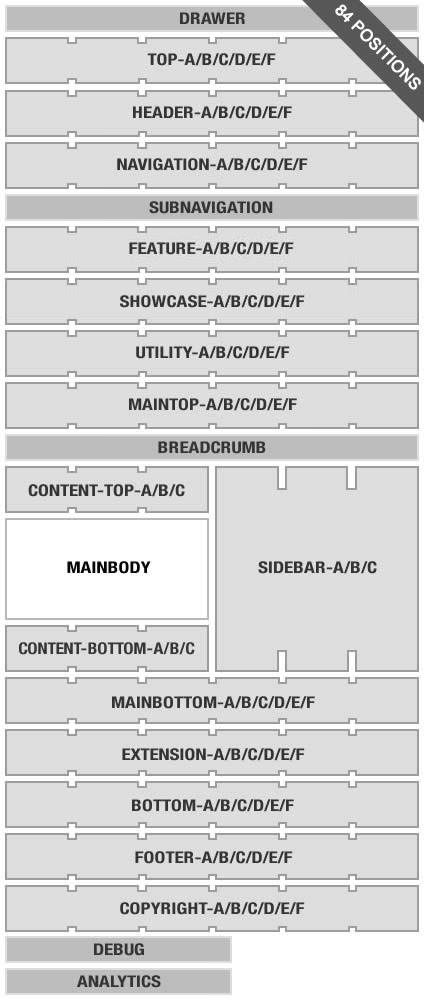 DRAWER
84 POSITIONS
TOP-A/B/C/D/E/F
HEADER-A/B/C/D/E/F
NAVIGATION-A/B/C/D/E/F
SUBNAVIGATION
FEATURE-A/B/C/D/E/F
SHOWCASE-A/B/C/D/E/F
UTILITY-A/B/C/D/E/F
MAINTOP-A/B/C/D/E/F
BREADCRUMB
CONTENT-TOP-A/B/C
MAINBODY
SIDEBAR-A/B/C
CONTENT-BOTTOM-A/B/C
MAINBOTTOM-A/B/C/D/E/F
EXTENSION-A/B/C/D/E/F
BOTTOM-A/B/C/D/E/F
FOOTER-A/B/C/D/E/F
COPYRIGHT-A/B/C/D/E/F
DEBUG
ANALYTICS